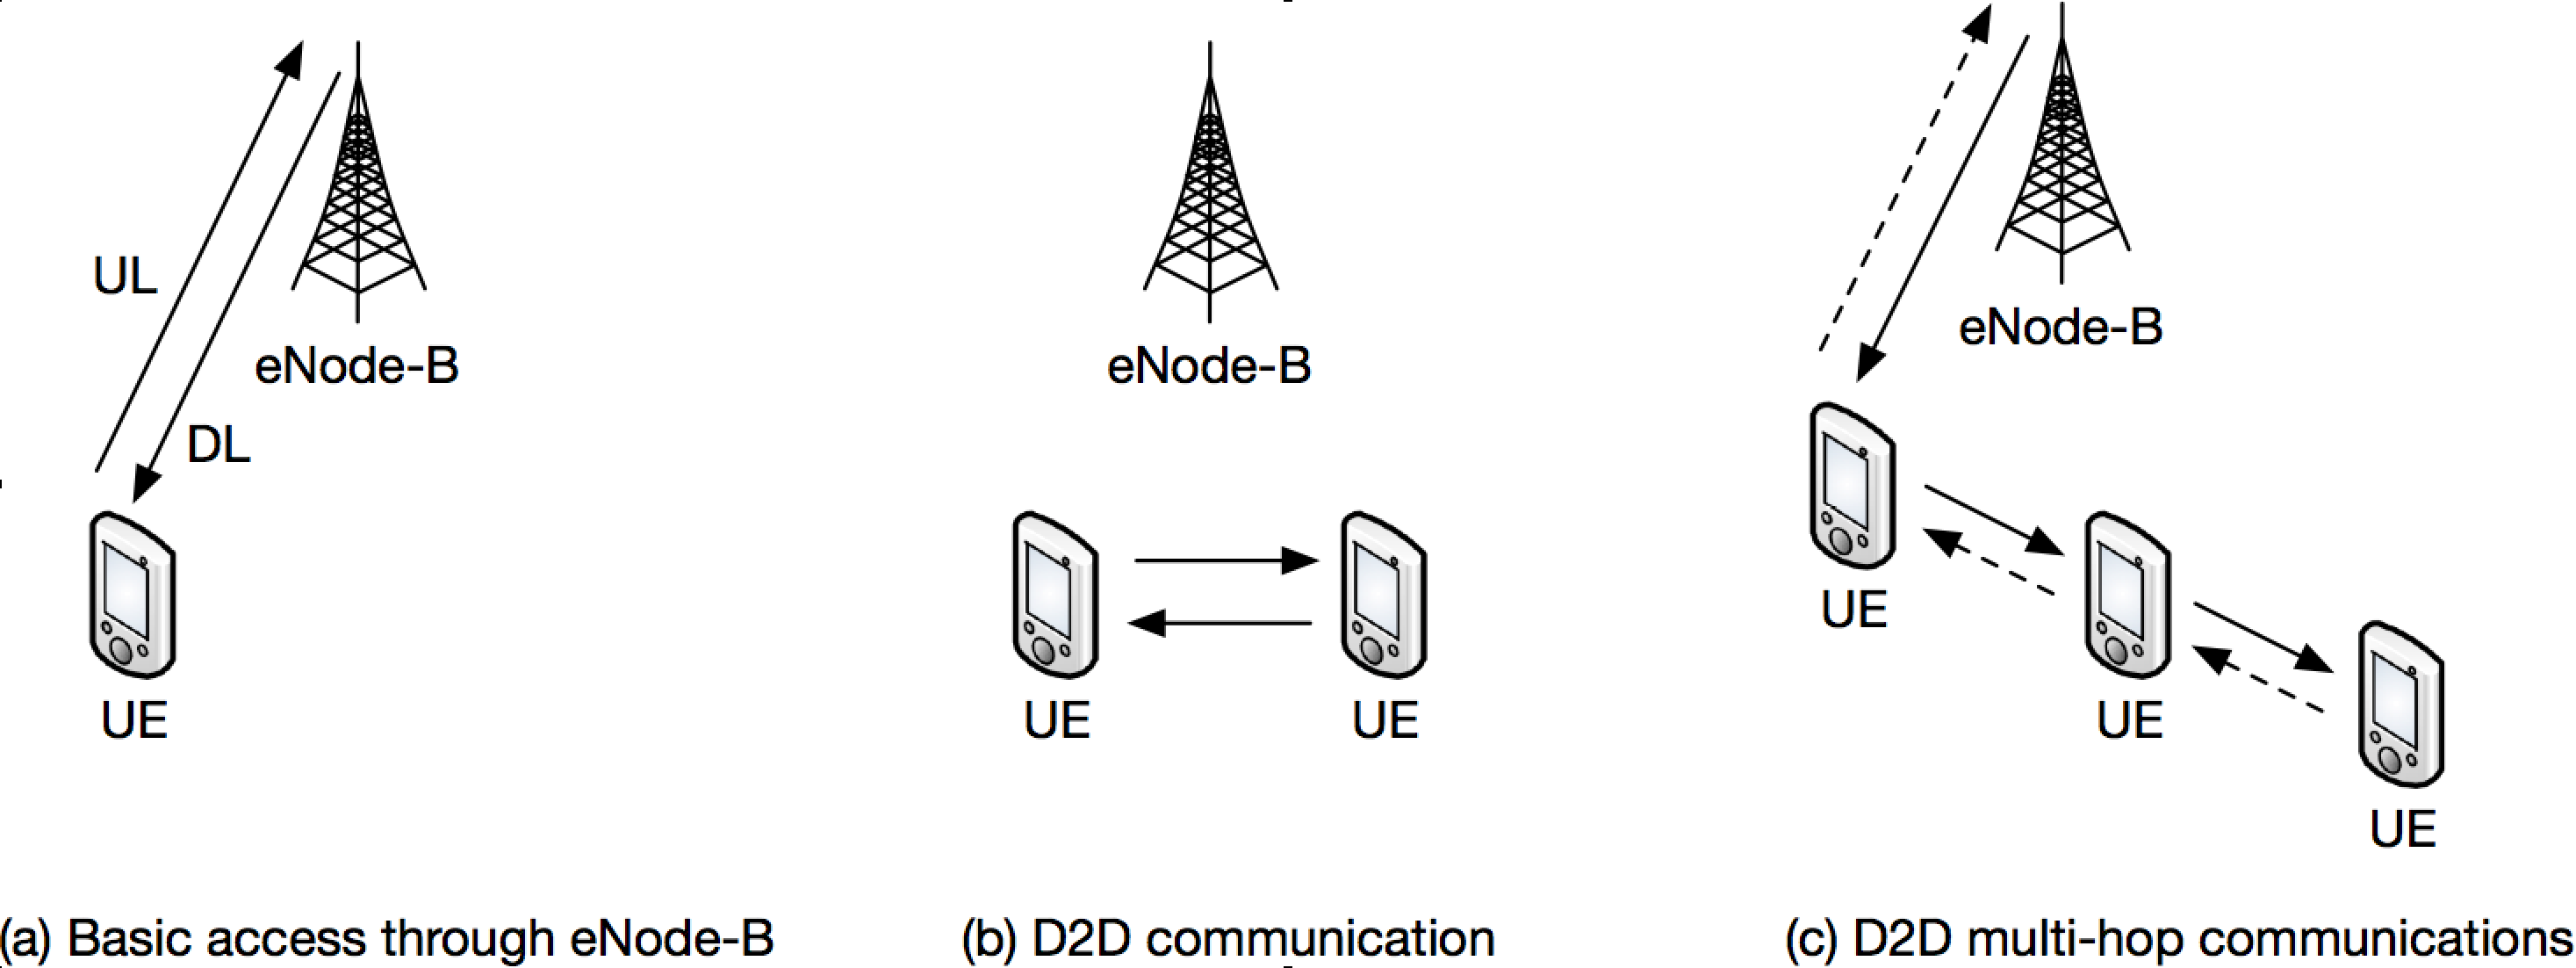 UL
eNode-B
DL
UE
(a) Basic access through eNode-B
eNode-B
UE
UE
(b) D2D communication
eNode-B
UE
UE
UE
(c) D2D multi-hop communications